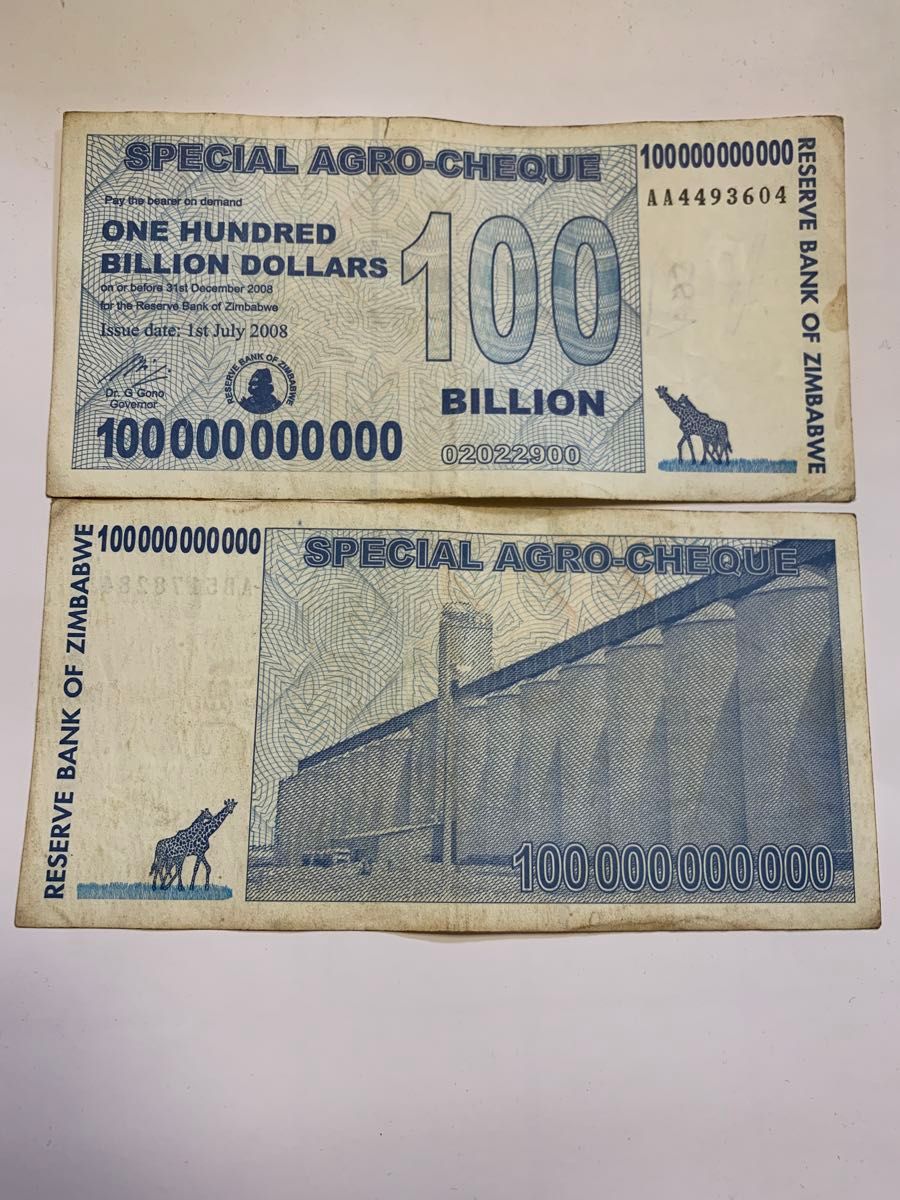 SPECIAL AGRO-CHEQUE
100000000000
AA4493604
Pay the bearer on demand
ONE HUNDRED
BILLION DOLLARS
on or before 31st December 2008
for the Reserve Bank of Zimbabwe
Issue date: 1st July 2008
100
BILLION
Dr. G Gono
Governor
RESERVE BANK OF ZIMBABWE
100 000 000 000
02022900
RESERVE BANK OF ZIMBABWE
RESERVE BANK OF ZIMBABWE
100000000000
SPECIAL AGRO-CHEQUE
100 000 000 000